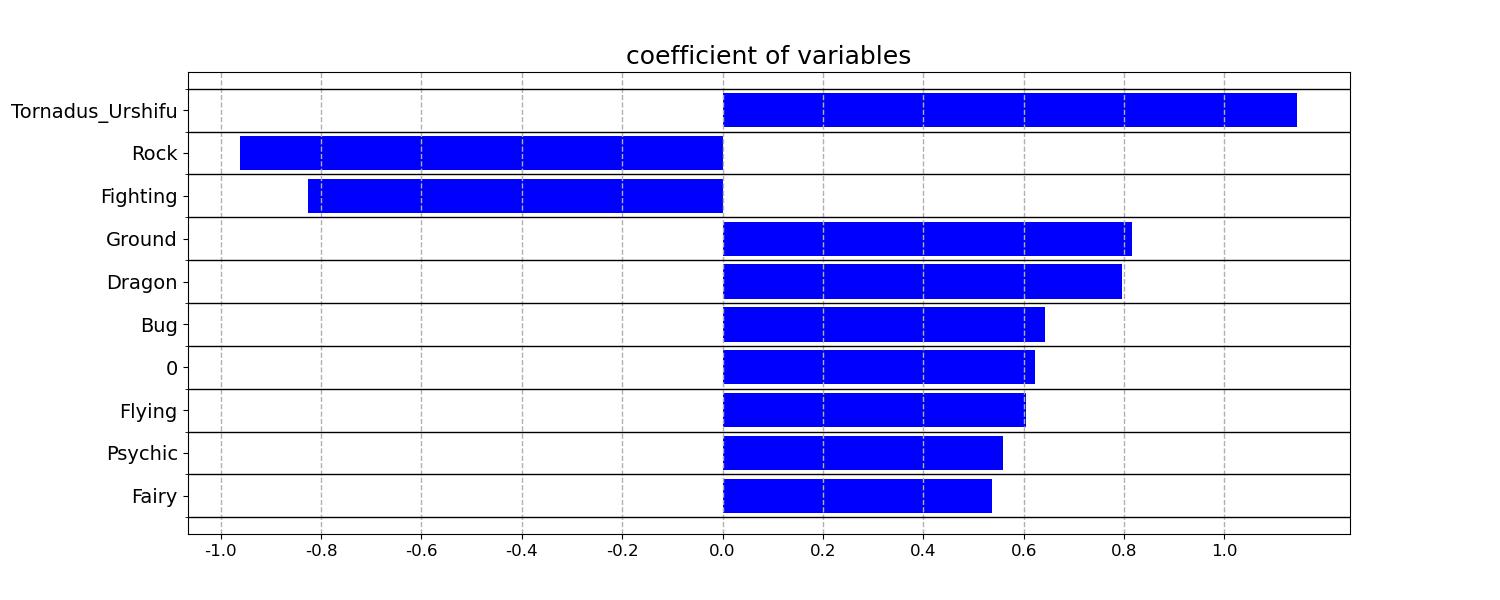 coefficient of variables
Tornadus_Urshifu
Rock
Fighting
Ground
Dragon
Bug
0
Flying
Psychic
Fairy
-1.0 -0.8 -0.6 -0.4 -0.2 0.0 0.2 0.4 0.6 0.8 1.0